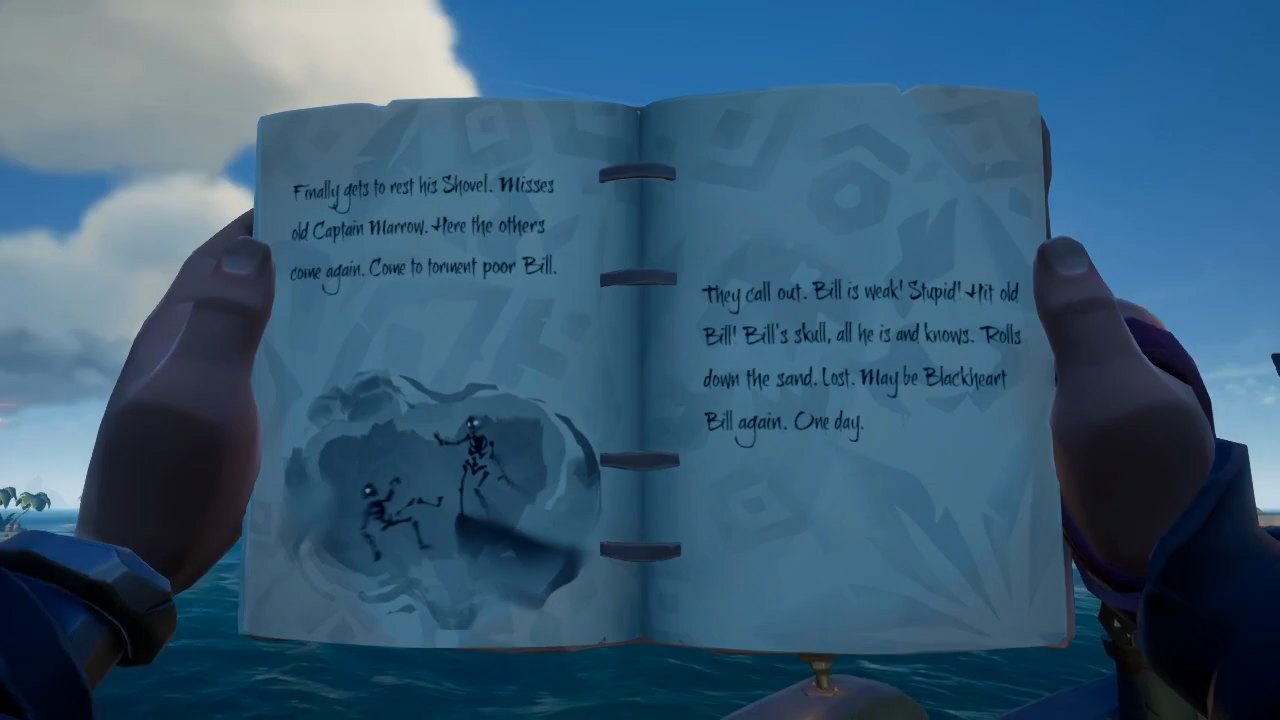 Finally gets to rest his Shovel. Misses
old Captain Marrow. Here the others
come again. Come to torment poor Bill.
They call out. Bill is weak! Stupid! Hit old
Bill! Bill's skull, all he is and knows. Rolls
down the sand. Lost. May be Blackheart
Bill again. One day.